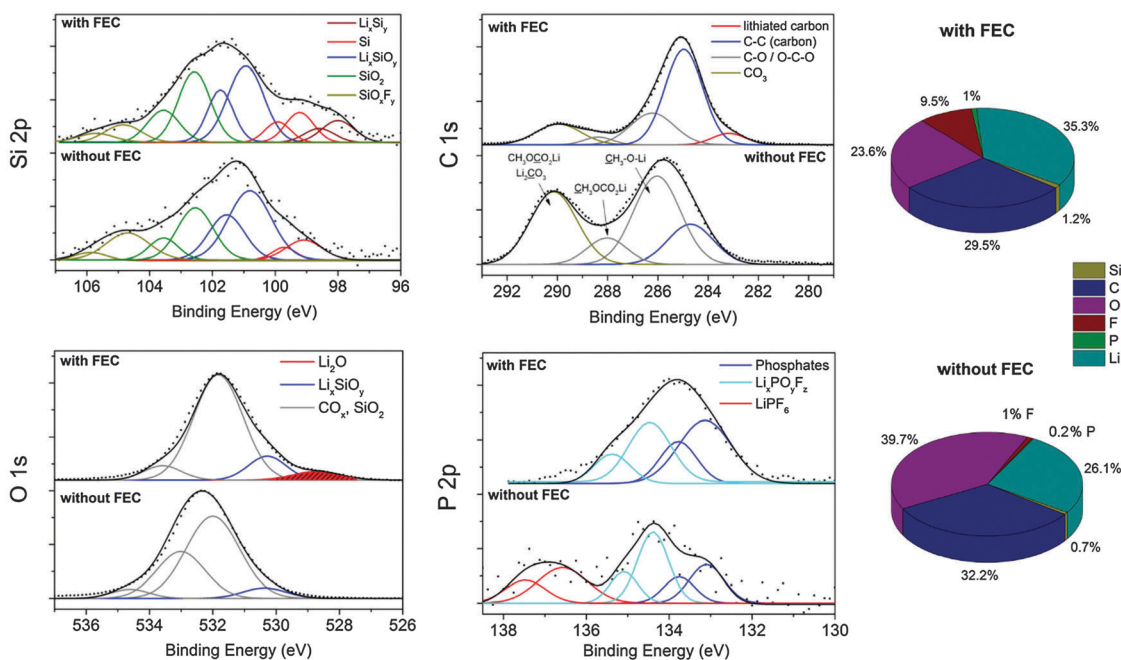 with FEC
LiₓSiᵧ
Si
LiₓSiOᵧ
SiO₂
SiOₓFᵧ
without FEC
Si 2p
106 104 102 100 98 96
Binding Energy (eV)
with FEC
lithiated carbon
C-C (carbon)
C-O / O-C-O
CO₃
without FEC
CH₃OCO₂Li
Li₂CO₃
CH₃-O-Li
CH₃OCO₂Li
C 1s
292 290 288 286 284 282 280
Binding Energy (eV)
with FEC
1%
9.5%
35.3%
23.6%
1.2%
29.5%
Si
C
O
F
P
Li
with FEC
Li₂O
LiₓSiOᵧ
COₓ, SiO₂
without FEC
O 1s
536 534 532 530 528 526
Binding Energy (eV)
with FEC
Phosphates
LiₓPOᵧF_z
LiPF₆
without FEC
P 2p
138 136 134 132 130
Binding Energy (eV)
without FEC
1% F
0.2% P
39.7%
26.1%
0.7%
32.2%